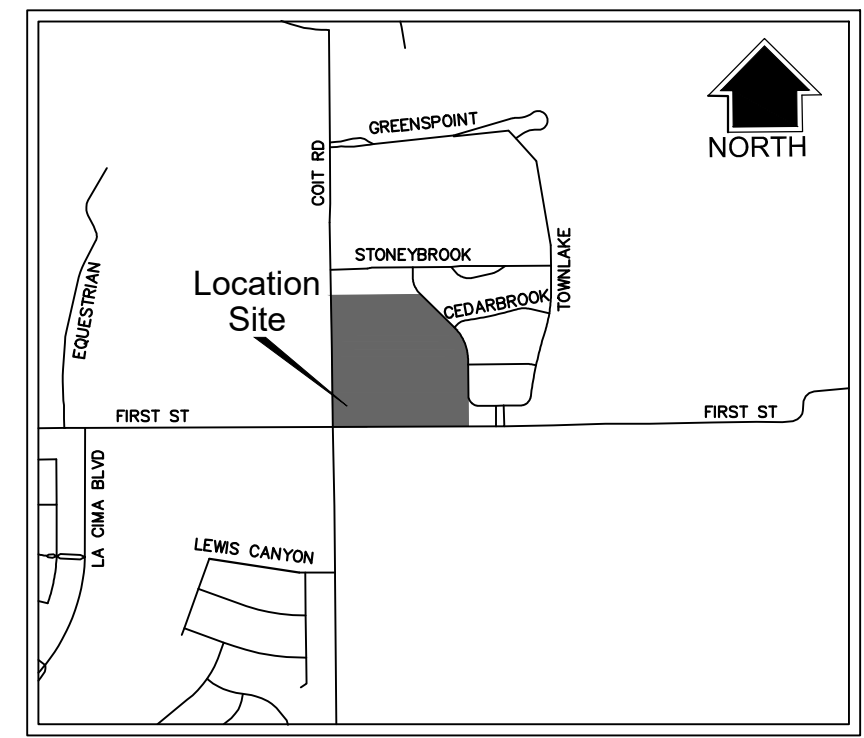 GREENSPOINT
NORTH
COIT RD
STONEYBROOK
TOWNLAKE
Location
Site
CEDARBROOK
EQUESTRIAN
FIRST ST
FIRST ST
LA CIMA BLVD
LEWIS CANYON